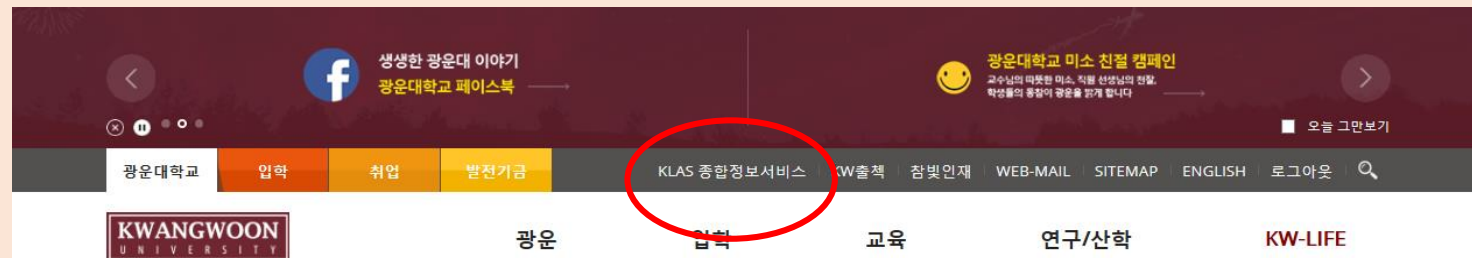 생생한 광운대 이야기
광운대학교 페이스북
광운대학교 미소 친절 캠페인
교수님의 따뜻한 미소, 직원 선생님의 친절,
학생들의 동참이 광운을 밝게 합니다
오늘 그만보기
광운대학교 입학 취업 발전기금 KLAS 종합정보서비스 KW출첵 참빛인재 WEB-MAIL SITEMAP ENGLISH 로그아웃
KWANGWOON
UNIVERSITY
광운 입학 교육 연구/산학 KW-LIFE